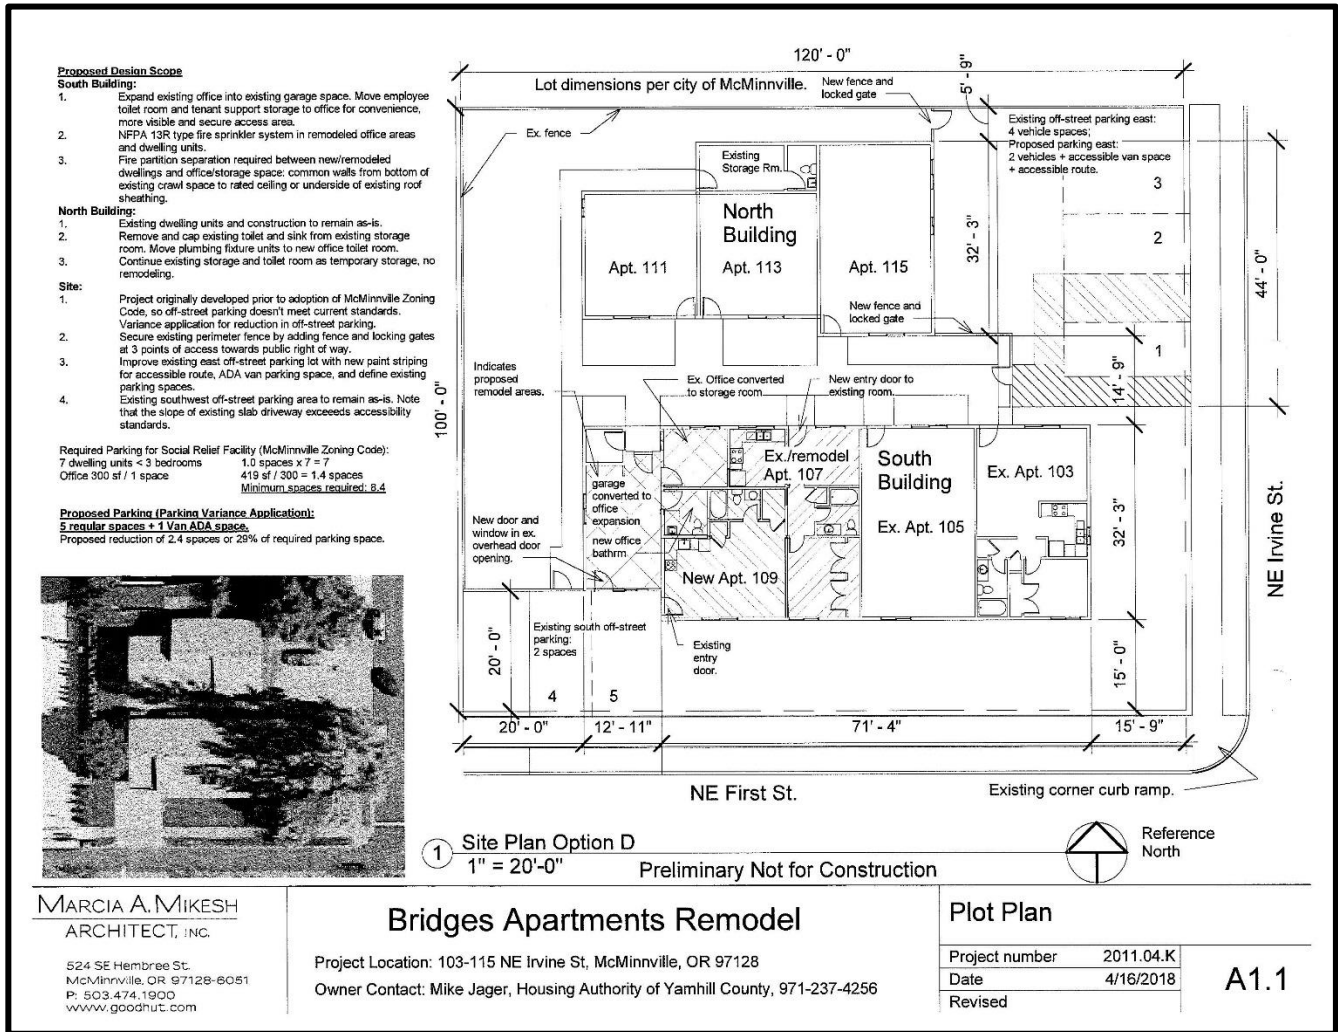 Proposed Design Scope
South Building:
1. Expand existing office into existing garage space. Move employee
toilet room and tenant support storage to office for convenience,
more visible and secure access area.
2. NFPA 13R type fire sprinkler system in remodeled office areas
and dwelling units.
3. Fire partition separation required between new/remodeled
dwellings and office/storage space: common walls from bottom of
existing crawl space to rated ceiling or underside of existing roof
sheathing.
North Building:
1. Existing dwelling units and construction to remain as-is.
2. Remove and cap existing toilet and sink from existing storage
room. Move plumbing fixture units to new office toilet room.
3. Continue existing storage and toilet room as temporary storage, no
remodeling.
Site:
1. Project originally developed prior to adoption of McMinnville Zoning
Code, so off-street parking doesn't meet current standards.
Variance application for reduction in off-street parking.
2. Secure existing perimeter fence by adding fence and locking gates
at 3 points of access towards public right of way.
3. Improve existing east off-street parking lot with new paint striping
for accessible route, ADA van parking space, and define existing
parking spaces.
4. Existing southwest off-street parking area to remain as-is. Note
that the slope of existing slab driveway exceeeds accessibility
standards.
Required Parking for Social Relief Facility (McMinnville Zoning Code):
7 dwelling units < 3 bedrooms 1.0 spaces x 7 = 7
Office 300 sf / 1 space 419 sf / 300 = 1.4 spaces
Minimum spaces required: 8.4
Proposed Parking (Parking Variance Application):
5 regular spaces + 1 Van ADA space.
Proposed reduction of 2.4 spaces or 29% of required parking space.
120' - 0"
Lot dimensions per city of McMinnville.
New fence and
locked gate
5' - 9"
Ex. fence
Existing off-street parking east:
4 vehicle spaces;
Proposed parking east:
2 vehicles + accessible van space
+ accessible route.
Existing
Storage Rm.
3
North
Building
2
32' - 3"
44' - 0"
Apt. 111
Apt. 113
Apt. 115
New fence and
locked gate
1
14' - 9"
Indicates
proposed
remodel areas.
Ex. Office converted
to storage room
New entry door to
existing room.
100' - 0"
Ex./remodel
Apt. 107
South
Building
Ex. Apt. 103
garage
converted to
office
expansion
new office
bathrm
New door and
window in ex.
overhead door
opening.
Ex. Apt. 105
32' - 3"
NE Irvine St.
New Apt. 109
Existing south off-street
parking:
2 spaces
Existing
entry
door.
20' - 0"
4
5
15' - 0"
20' - 0"
12' - 11"
71' - 4"
15' - 9"
NE First St.
Existing corner curb ramp.
1
Site Plan Option D
1" = 20'-0"
Preliminary Not for Construction
Reference
North
MARCIA A. MIKESH
ARCHITECT, INC.
524 SE Hembree St.
McMinnville, OR 97128-6051
P: 503.474.1900
www.goodhut.com
Bridges Apartments Remodel
Project Location: 103-115 NE Irvine St, McMinnville, OR 97128
Owner Contact: Mike Jager, Housing Authority of Yamhill County, 971-237-4256
Plot Plan
Project number 2011.04.K
Date 4/16/2018
Revised
A1.1